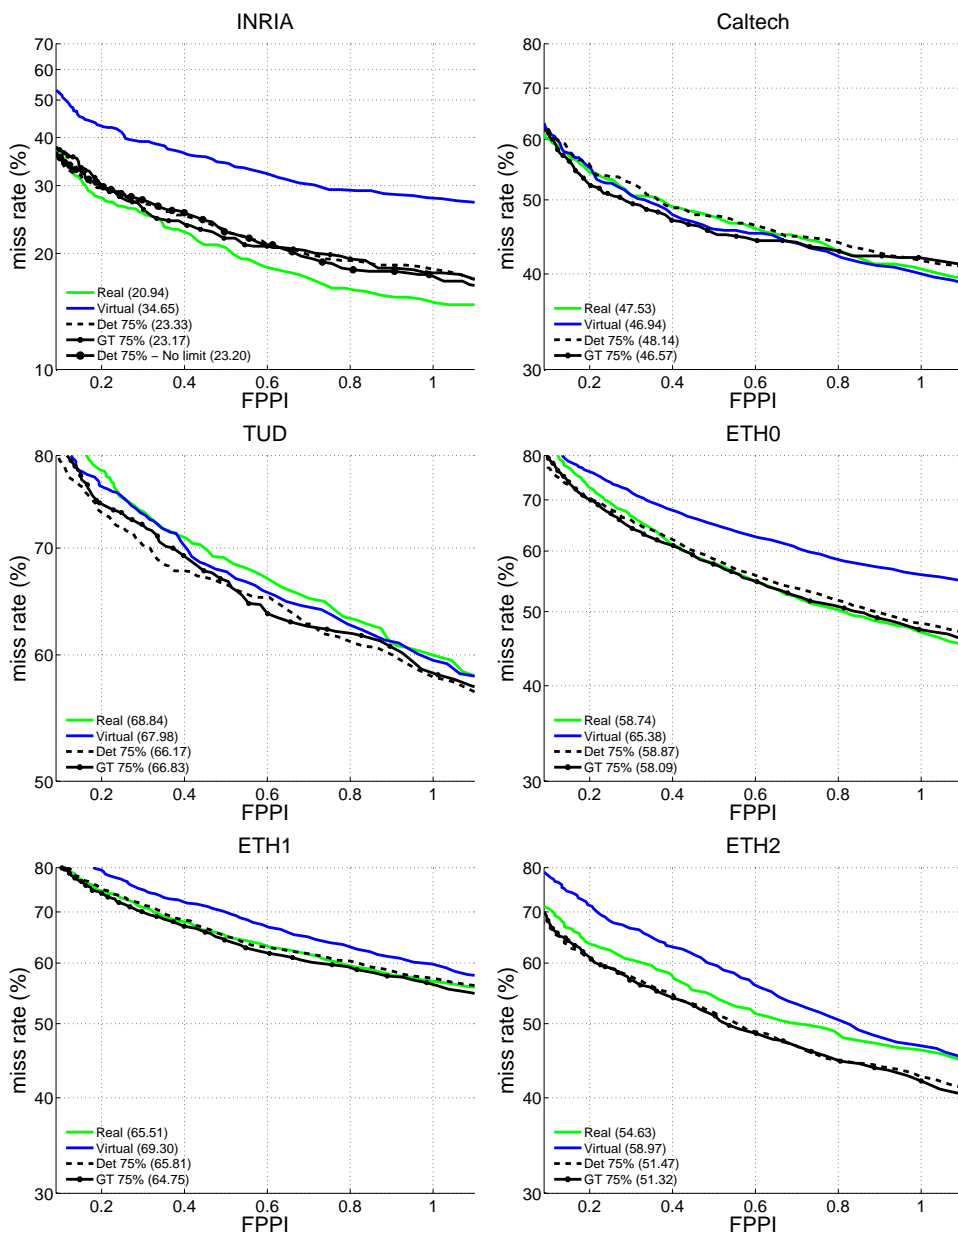 INRIA
70
60
50
40
30
20
10
miss rate (%)
Real (20.94)
Virtual (34.65)
Det 75% (23.33)
GT 75% (23.17)
Det 75% − No limit (23.20)
0.2 0.4 0.6 0.8 1
FPPI
Caltech
80
70
60
50
40
30
miss rate (%)
Real (47.53)
Virtual (46.94)
Det 75% (48.14)
GT 75% (46.57)
0.2 0.4 0.6 0.8 1
FPPI
TUD
80
70
60
50
miss rate (%)
Real (68.84)
Virtual (67.98)
Det 75% (66.17)
GT 75% (66.83)
0.2 0.4 0.6 0.8 1
FPPI
ETH0
80
70
60
50
40
30
miss rate (%)
Real (58.74)
Virtual (65.38)
Det 75% (58.87)
GT 75% (58.09)
0.2 0.4 0.6 0.8 1
FPPI
ETH1
80
70
60
50
40
30
miss rate (%)
Real (65.51)
Virtual (69.30)
Det 75% (65.81)
GT 75% (64.75)
0.2 0.4 0.6 0.8 1
FPPI
ETH2
80
70
60
50
40
30
miss rate (%)
Real (54.63)
Virtual (58.97)
Det 75% (51.47)
GT 75% (51.32)
0.2 0.4 0.6 0.8 1
FPPI